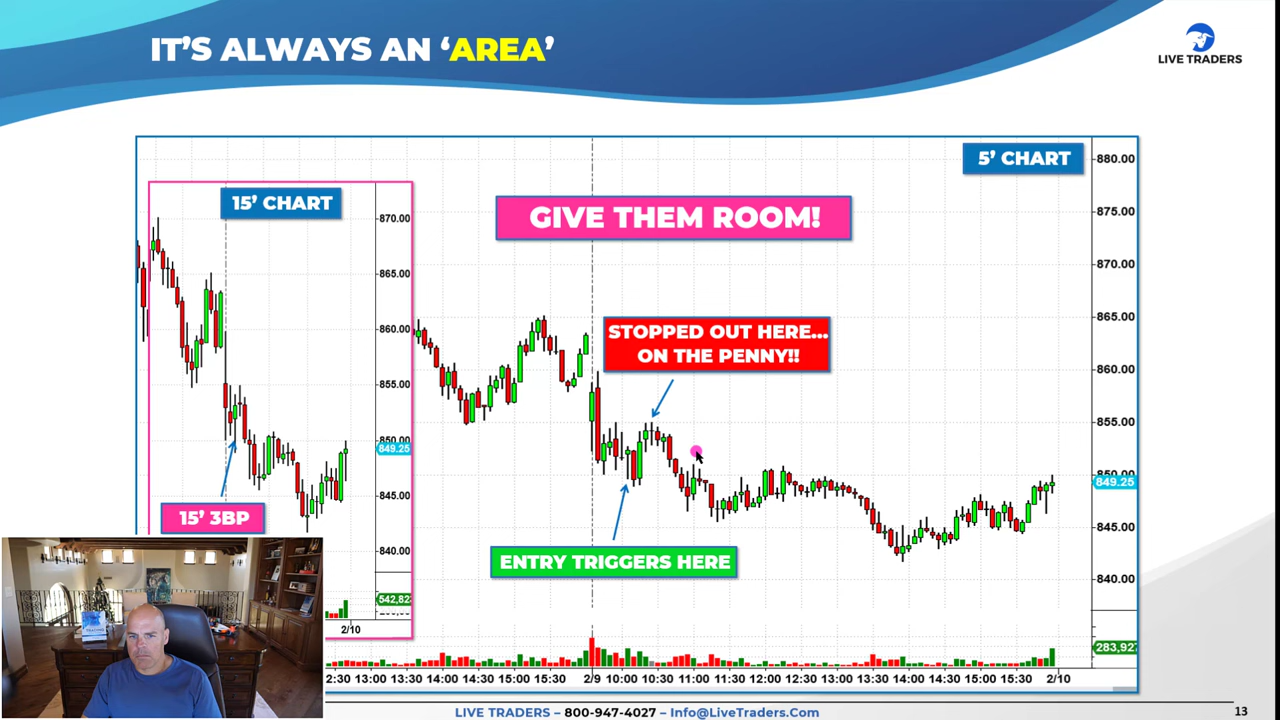 IT'S ALWAYS AN 'AREA'
LIVE TRADERS
5' CHART
15' CHART
GIVE THEM ROOM!
STOPPED OUT HERE...
ON THE PENNY!!
ENTRY TRIGGERS HERE
15' 3BP
870.00
865.00
860.00
855.00
850.00
849.25
845.00
840.00
542,82
2/10
880.00
875.00
870.00
865.00
860.00
855.00
850.00
849.25
845.00
840.00
283,927
2:30 13:00 13:30 14:00 14:30 15:00 15:30 2/9 10:00 10:30 11:00 11:30 12:00 12:30 13:00 13:30 14:00 14:30 15:00 15:30 2/10
LIVE TRADERS – 800-947-4027 – Info@LiveTraders.Com
13